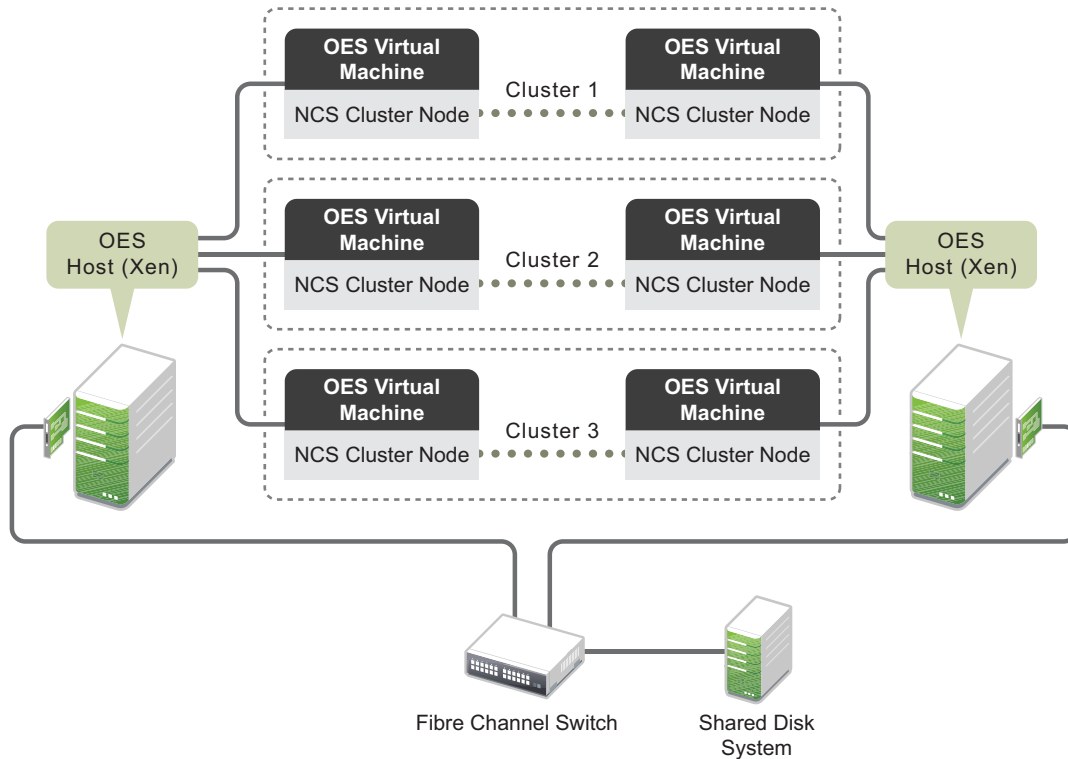 OES Virtual
Machine
NCS Cluster Node
Cluster 1
OES Virtual
Machine
NCS Cluster Node
OES
Host (Xen)
OES Virtual
Machine
NCS Cluster Node
Cluster 2
OES Virtual
Machine
NCS Cluster Node
OES
Host (Xen)
OES Virtual
Machine
NCS Cluster Node
Cluster 3
OES Virtual
Machine
NCS Cluster Node
Fibre Channel Switch
Shared Disk
System